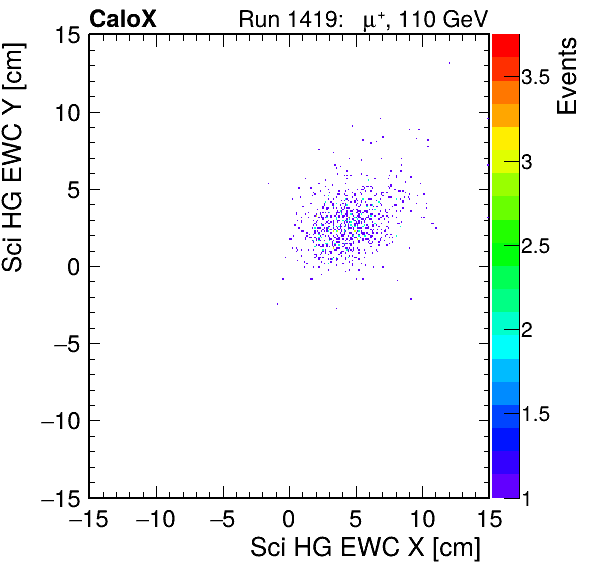 CaloX Run 1419: μ⁺, 110 GeV
Sci HG EWC Y [cm]
15
10
5
0
−5
−10
−15
−15 −10 −5 0 5 10 15
Sci HG EWC X [cm]
Events
3.5
3
2.5
2
1.5
1